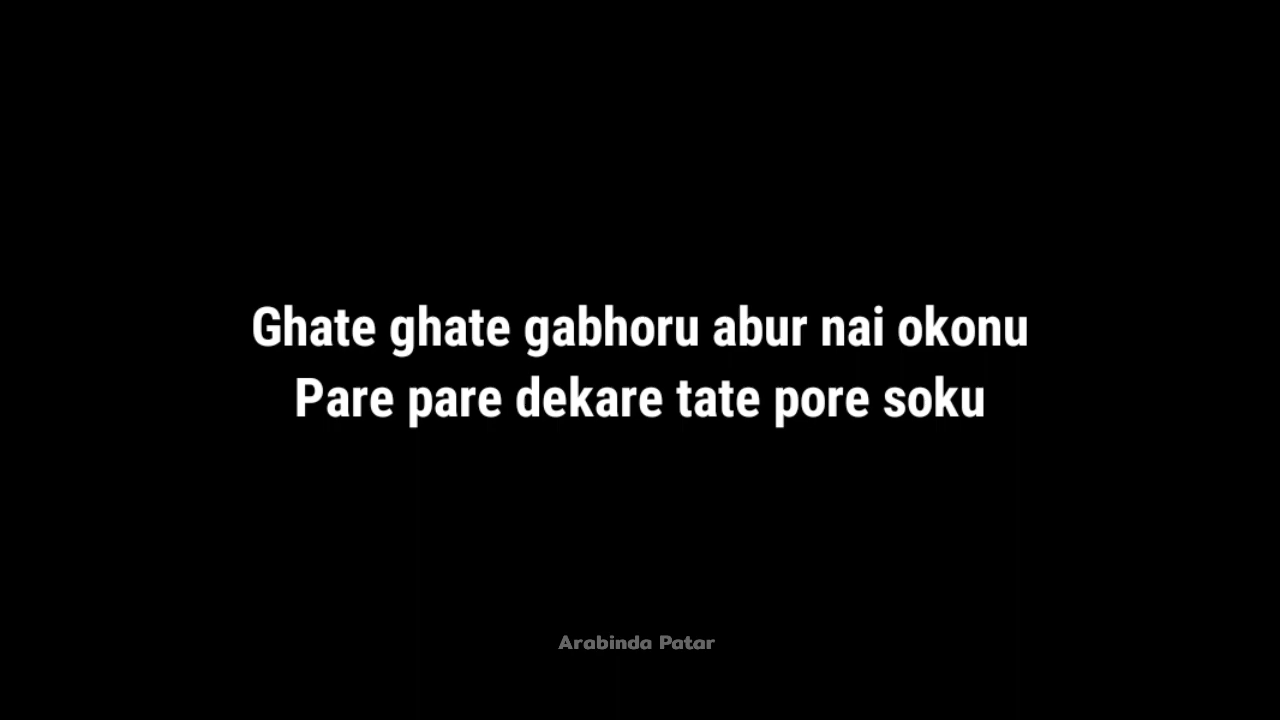 Ghate ghate gabhoru abur nai okonu
Pare pare dekare tate pore soku
Arabinda Patar